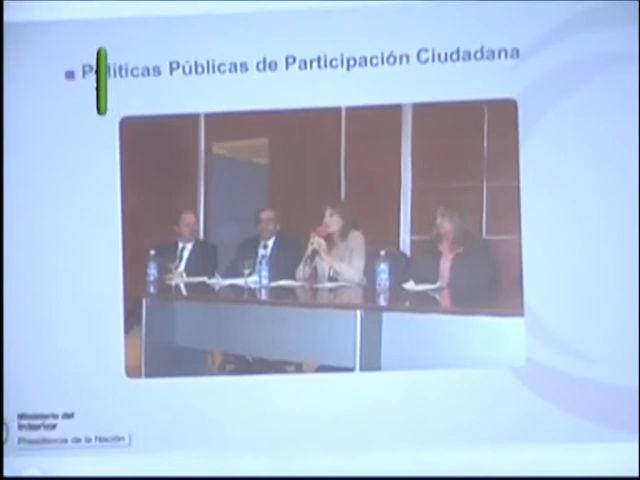 Políticas Públicas de Participación Ciudadana
Ministerio del
Interior
Presidencia de la Nación